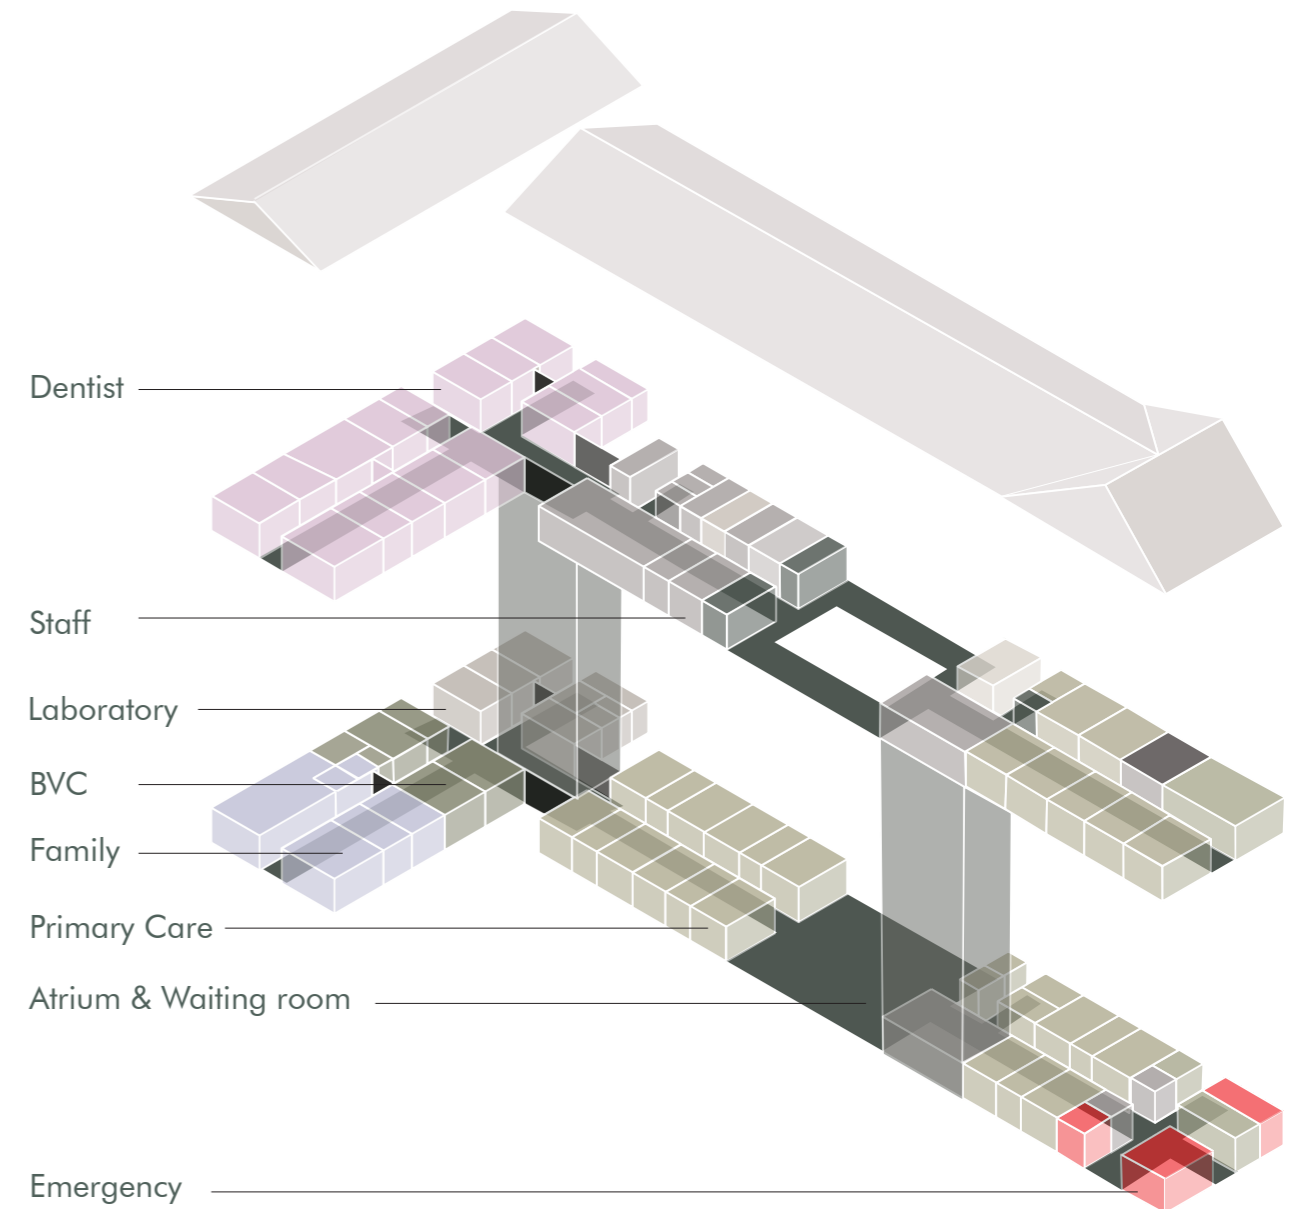 Dentist
Staff
Laboratory
BVC
Family
Primary Care
Atrium & Waiting room
Emergency